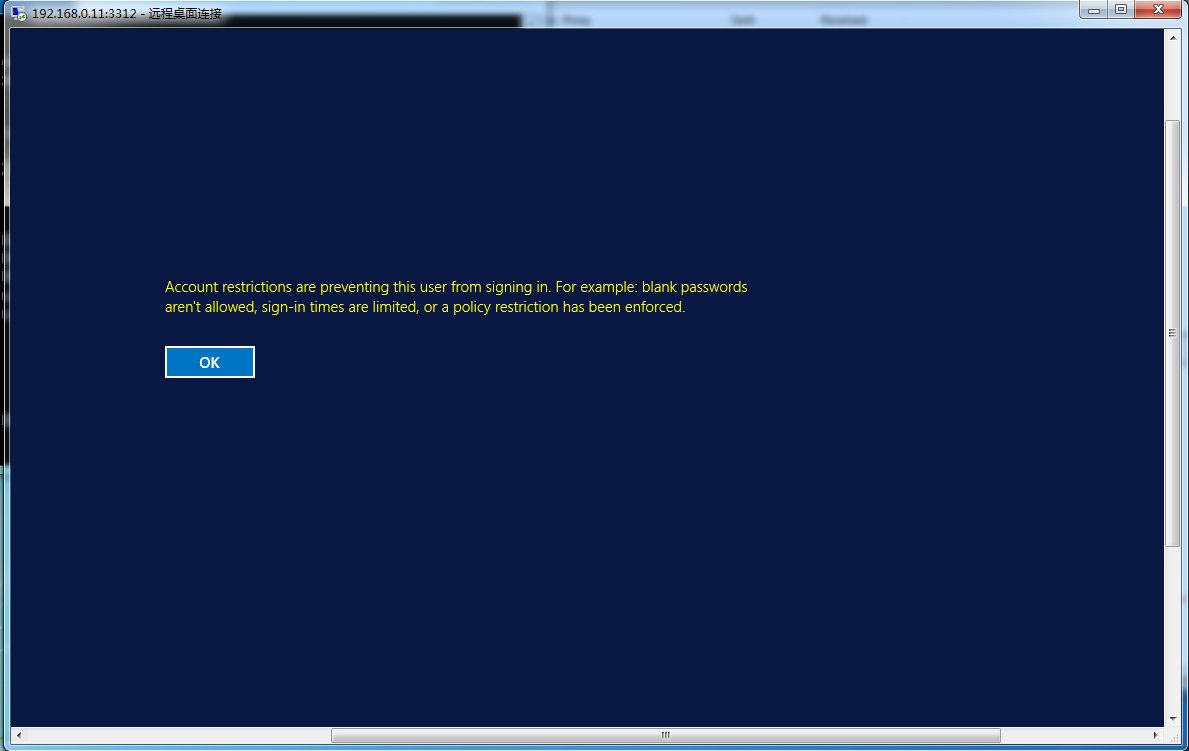 192.168.0.11:3312 - 远程桌面连接
Account restrictions are preventing this user from signing in. For example: blank passwords
aren't allowed, sign-in times are limited, or a policy restriction has been enforced.
OK